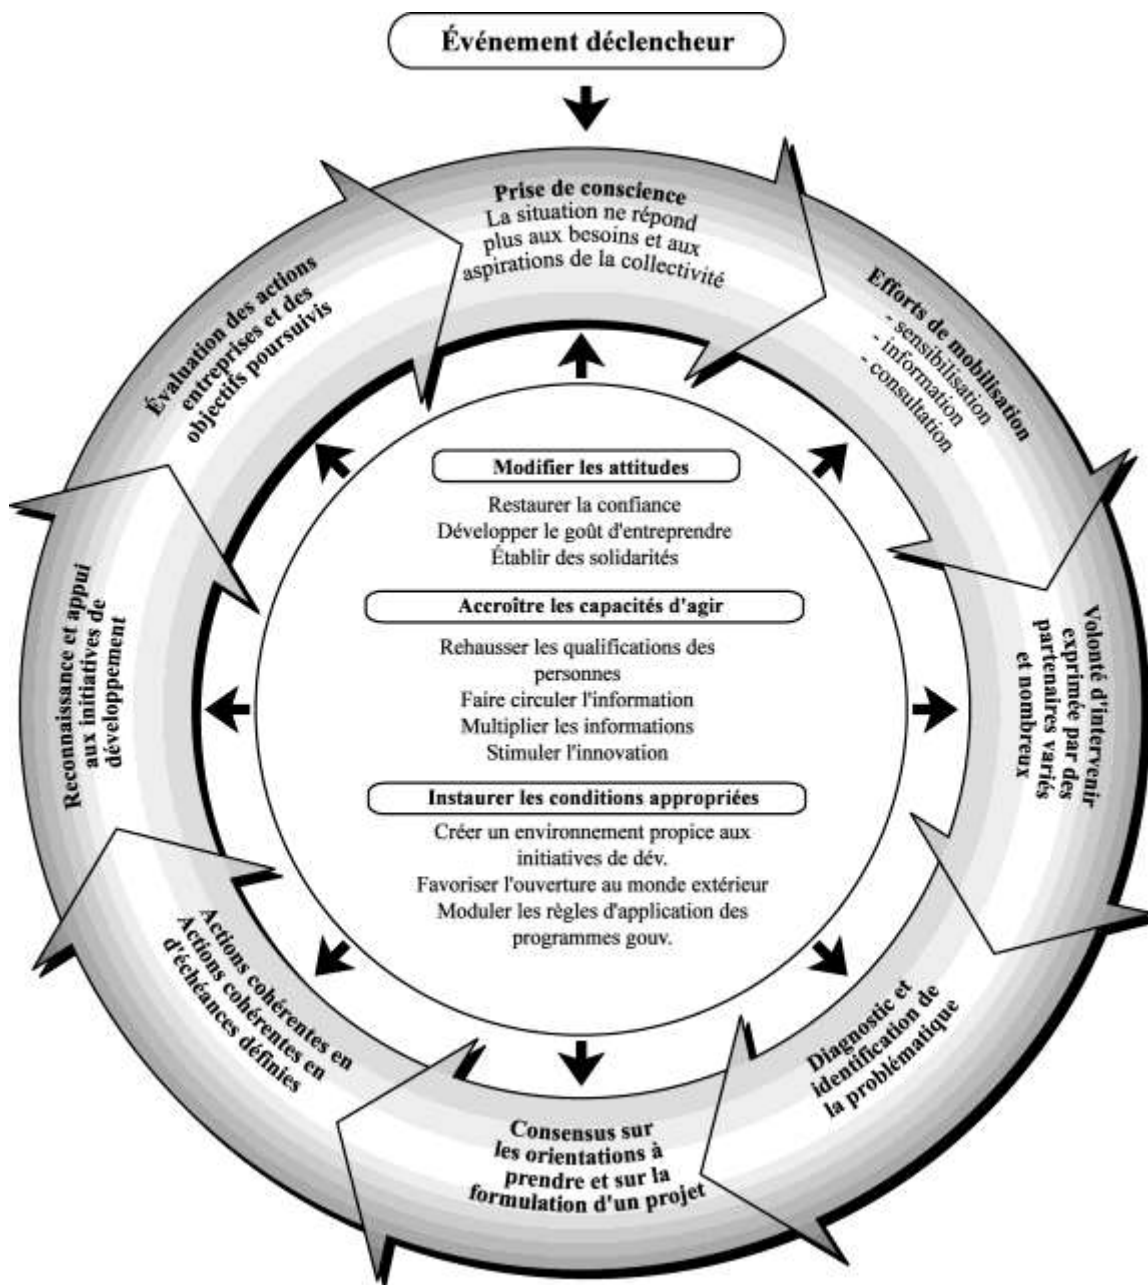 Événement déclencheur
Prise de conscience
La situation ne répond
plus aux besoins et aux
aspirations de la collectivité
Efforts de mobilisation
- sensibilisation
- information
- consultation
Volonté d'intervenir
exprimée par des
partenaires variés
et nombreux
Diagnostic et
identification de
la problématique
Consensus sur
les orientations à
prendre et sur la
formulation d'un projet
Actions cohérentes en
Actions cohérentes en
d'échéances définies
Reconnaissance et appui
aux initiatives de
développement
Évaluation des actions
entreprises et des
objectifs poursuivis
Modifier les attitudes
Restaurer la confiance
Développer le goût d'entreprendre
Établir des solidarités
Accroître les capacités d'agir
Rehausser les qualifications des
personnes
Faire circuler l'information
Multiplier les informations
Stimuler l'innovation
Instaurer les conditions appropriées
Créer un environnement propice aux
initiatives de dév.
Favoriser l'ouverture au monde extérieur
Moduler les règles d'application des
programmes gouv.